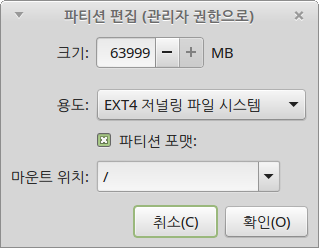 파티션 편집 (관리자 권한으로)
크기: 63999 MB
용도: EXT4 저널링 파일 시스템
파티션 포맷:
마운트 위치: /
취소(C) 확인(O)